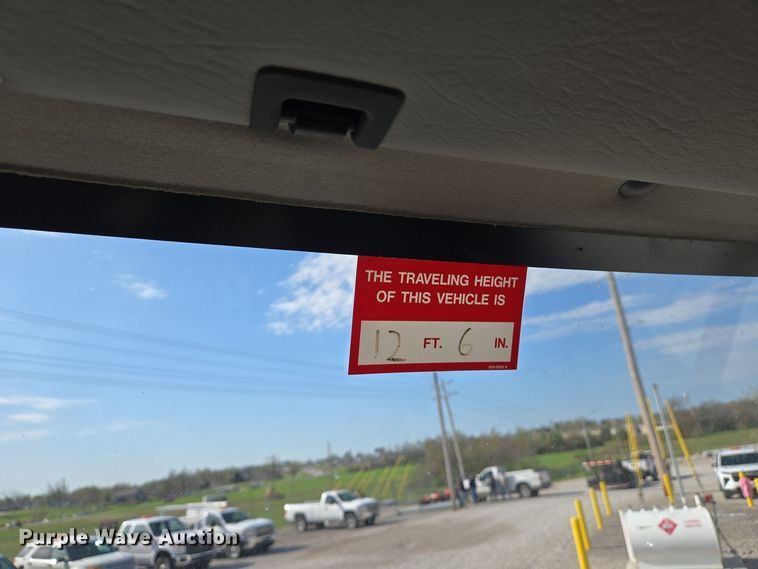 THE TRAVELING HEIGHT
OF THIS VEHICLE IS
12 FT. 6 IN.
Purple Wave Auction